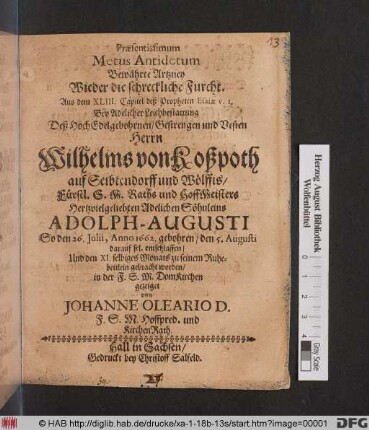 13
Præsentissimum
Metus Antidotum
Bewährte Artzney
Wieder die schreckliche Furcht.
Aus dem XLIII. Capitel deß Propheten Esaiæ v. 1.
Bey Adelicher Leichbestattung
Deß HochEdelgebohrnen/Gestrengen und Vesten
Herrn
Wilhelms von Koßpoth
auf Seibtendorff und Wölffis/
Fürstl. S. M. Raths und HoffMeisters
Hertzvielgeliebten Adelichen Söhnleins
ADOLPH-AUGUSTI
So den 26. Julii, Anno 1662. gebohren/den 5. Augusti
darauf sel. entschlaffen/
Und den XI. selbiges Monats zu seinem Ruhe-
bettlein gebracht worden/
in der F. S. M. DomKirchen
gezeiget
von
JOHANNE OLEARIO D.
F. S. M. Hoffpred. und
KirchenRath.
Hall in Sachsen/
Gedruckt bey Christoff Salfeld.
Herzog August Bibliothek
Wolfenbüttel
Gray Scale
© HAB http://diglib.hab.de/drucke/xa-1-18b-13s/start.htm?image=00001
DFG